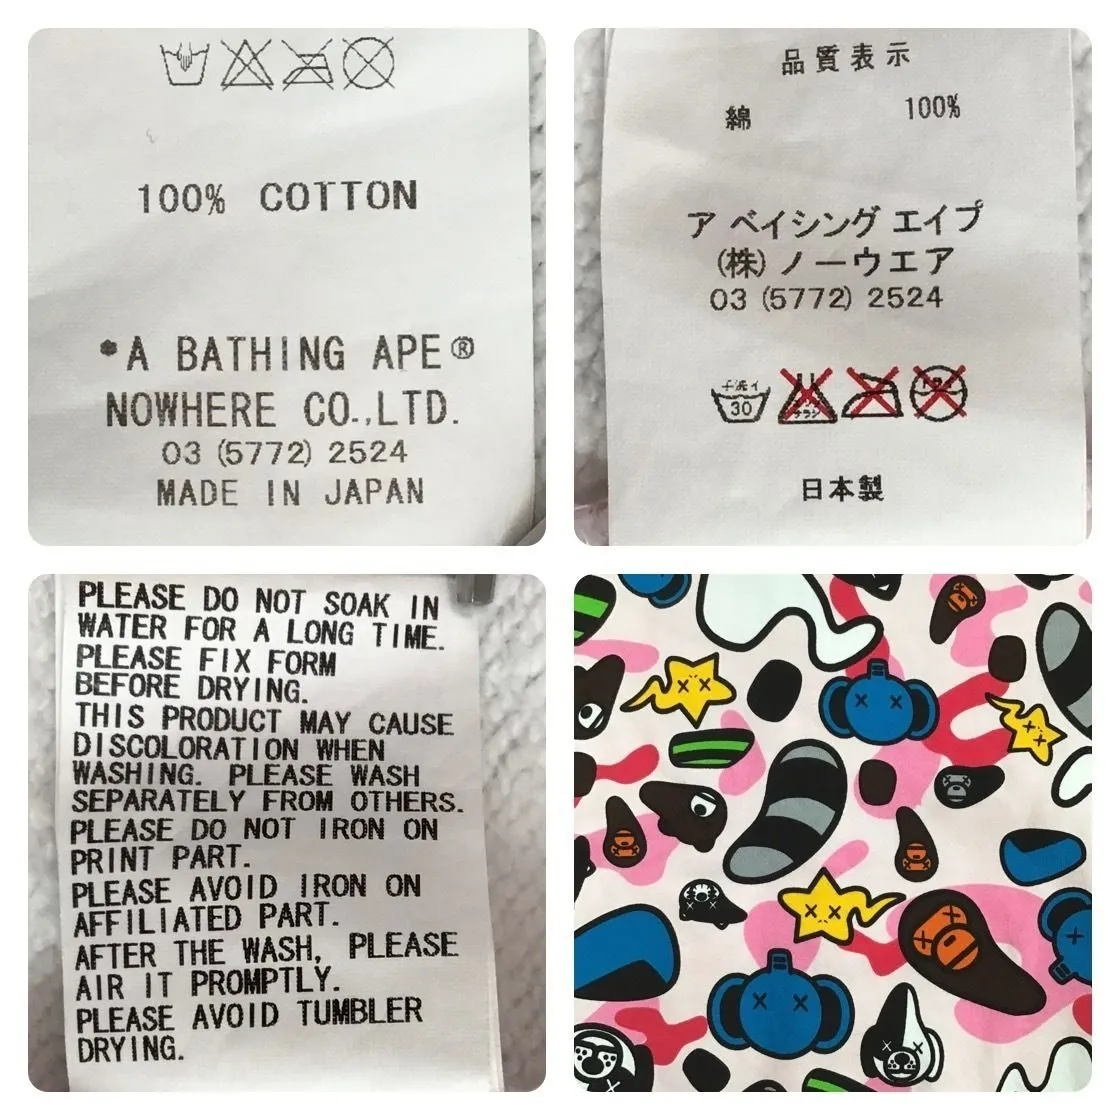 100% COTTON
*A BATHING APE®
NOWHERE CO.,LTD.
03 (5772) 2524
MADE IN JAPAN
品質表示
綿 100%
ア ベイシング エイプ
(株) ノーウエア
03 (5772) 2524
手洗イ
30
日本製
PLEASE DO NOT SOAK IN
WATER FOR A LONG TIME.
PLEASE FIX FORM
BEFORE DRYING.
THIS PRODUCT MAY CAUSE
DISCOLORATION WHEN
WASHING. PLEASE WASH
SEPARATELY FROM OTHERS.
PLEASE DO NOT IRON ON
PRINT PART.
PLEASE AVOID IRON ON
AFFILIATED PART.
AFTER THE WASH, PLEASE
AIR IT PROMPTLY.
PLEASE AVOID TUMBLER
DRYING.